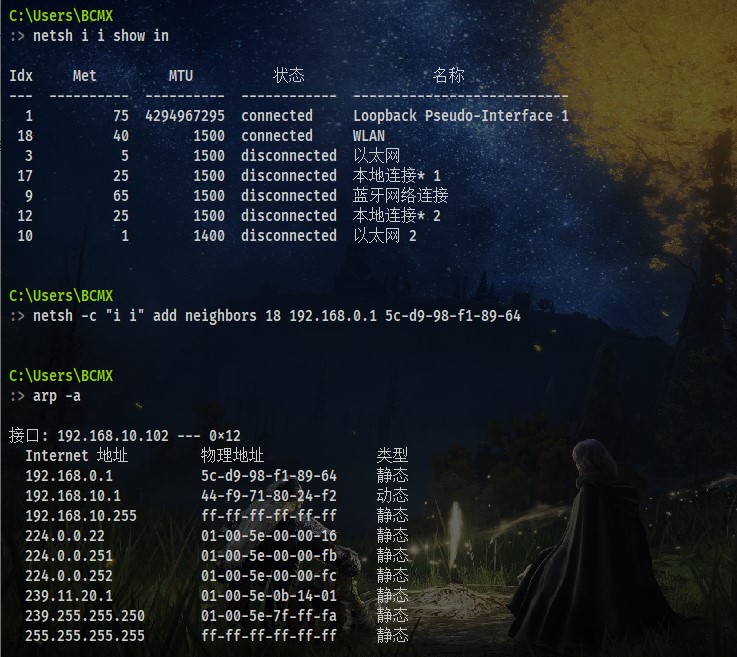 C:\Users\BCMX
:> netsh i i show in
Idx Met MTU 状态 名称
--- ---------- ---------- ------------ ---------------------------
1 75 4294967295 connected Loopback Pseudo-Interface 1
18 40 1500 connected WLAN
3 5 1500 disconnected 以太网
17 25 1500 disconnected 本地连接* 1
9 65 1500 disconnected 蓝牙网络连接
12 25 1500 disconnected 本地连接* 2
10 1 1400 disconnected 以太网 2
C:\Users\BCMX
:> netsh -c "i i" add neighbors 18 192.168.0.1 5c-d9-98-f1-89-64
C:\Users\BCMX
:> arp -a
接口: 192.168.10.102 --- 0×12
Internet 地址 物理地址 类型
192.168.0.1 5c-d9-98-f1-89-64 静态
192.168.10.1 44-f9-71-80-24-f2 动态
192.168.10.255 ff-ff-ff-ff-ff-ff 静态
224.0.0.22 01-00-5e-00-00-16 静态
224.0.0.251 01-00-5e-00-00-fb 静态
224.0.0.252 01-00-5e-00-00-fc 静态
239.11.20.1 01-00-5e-0b-14-01 静态
239.255.255.250 01-00-5e-7f-ff-fa 静态
255.255.255.255 ff-ff-ff-ff-ff-ff 静态